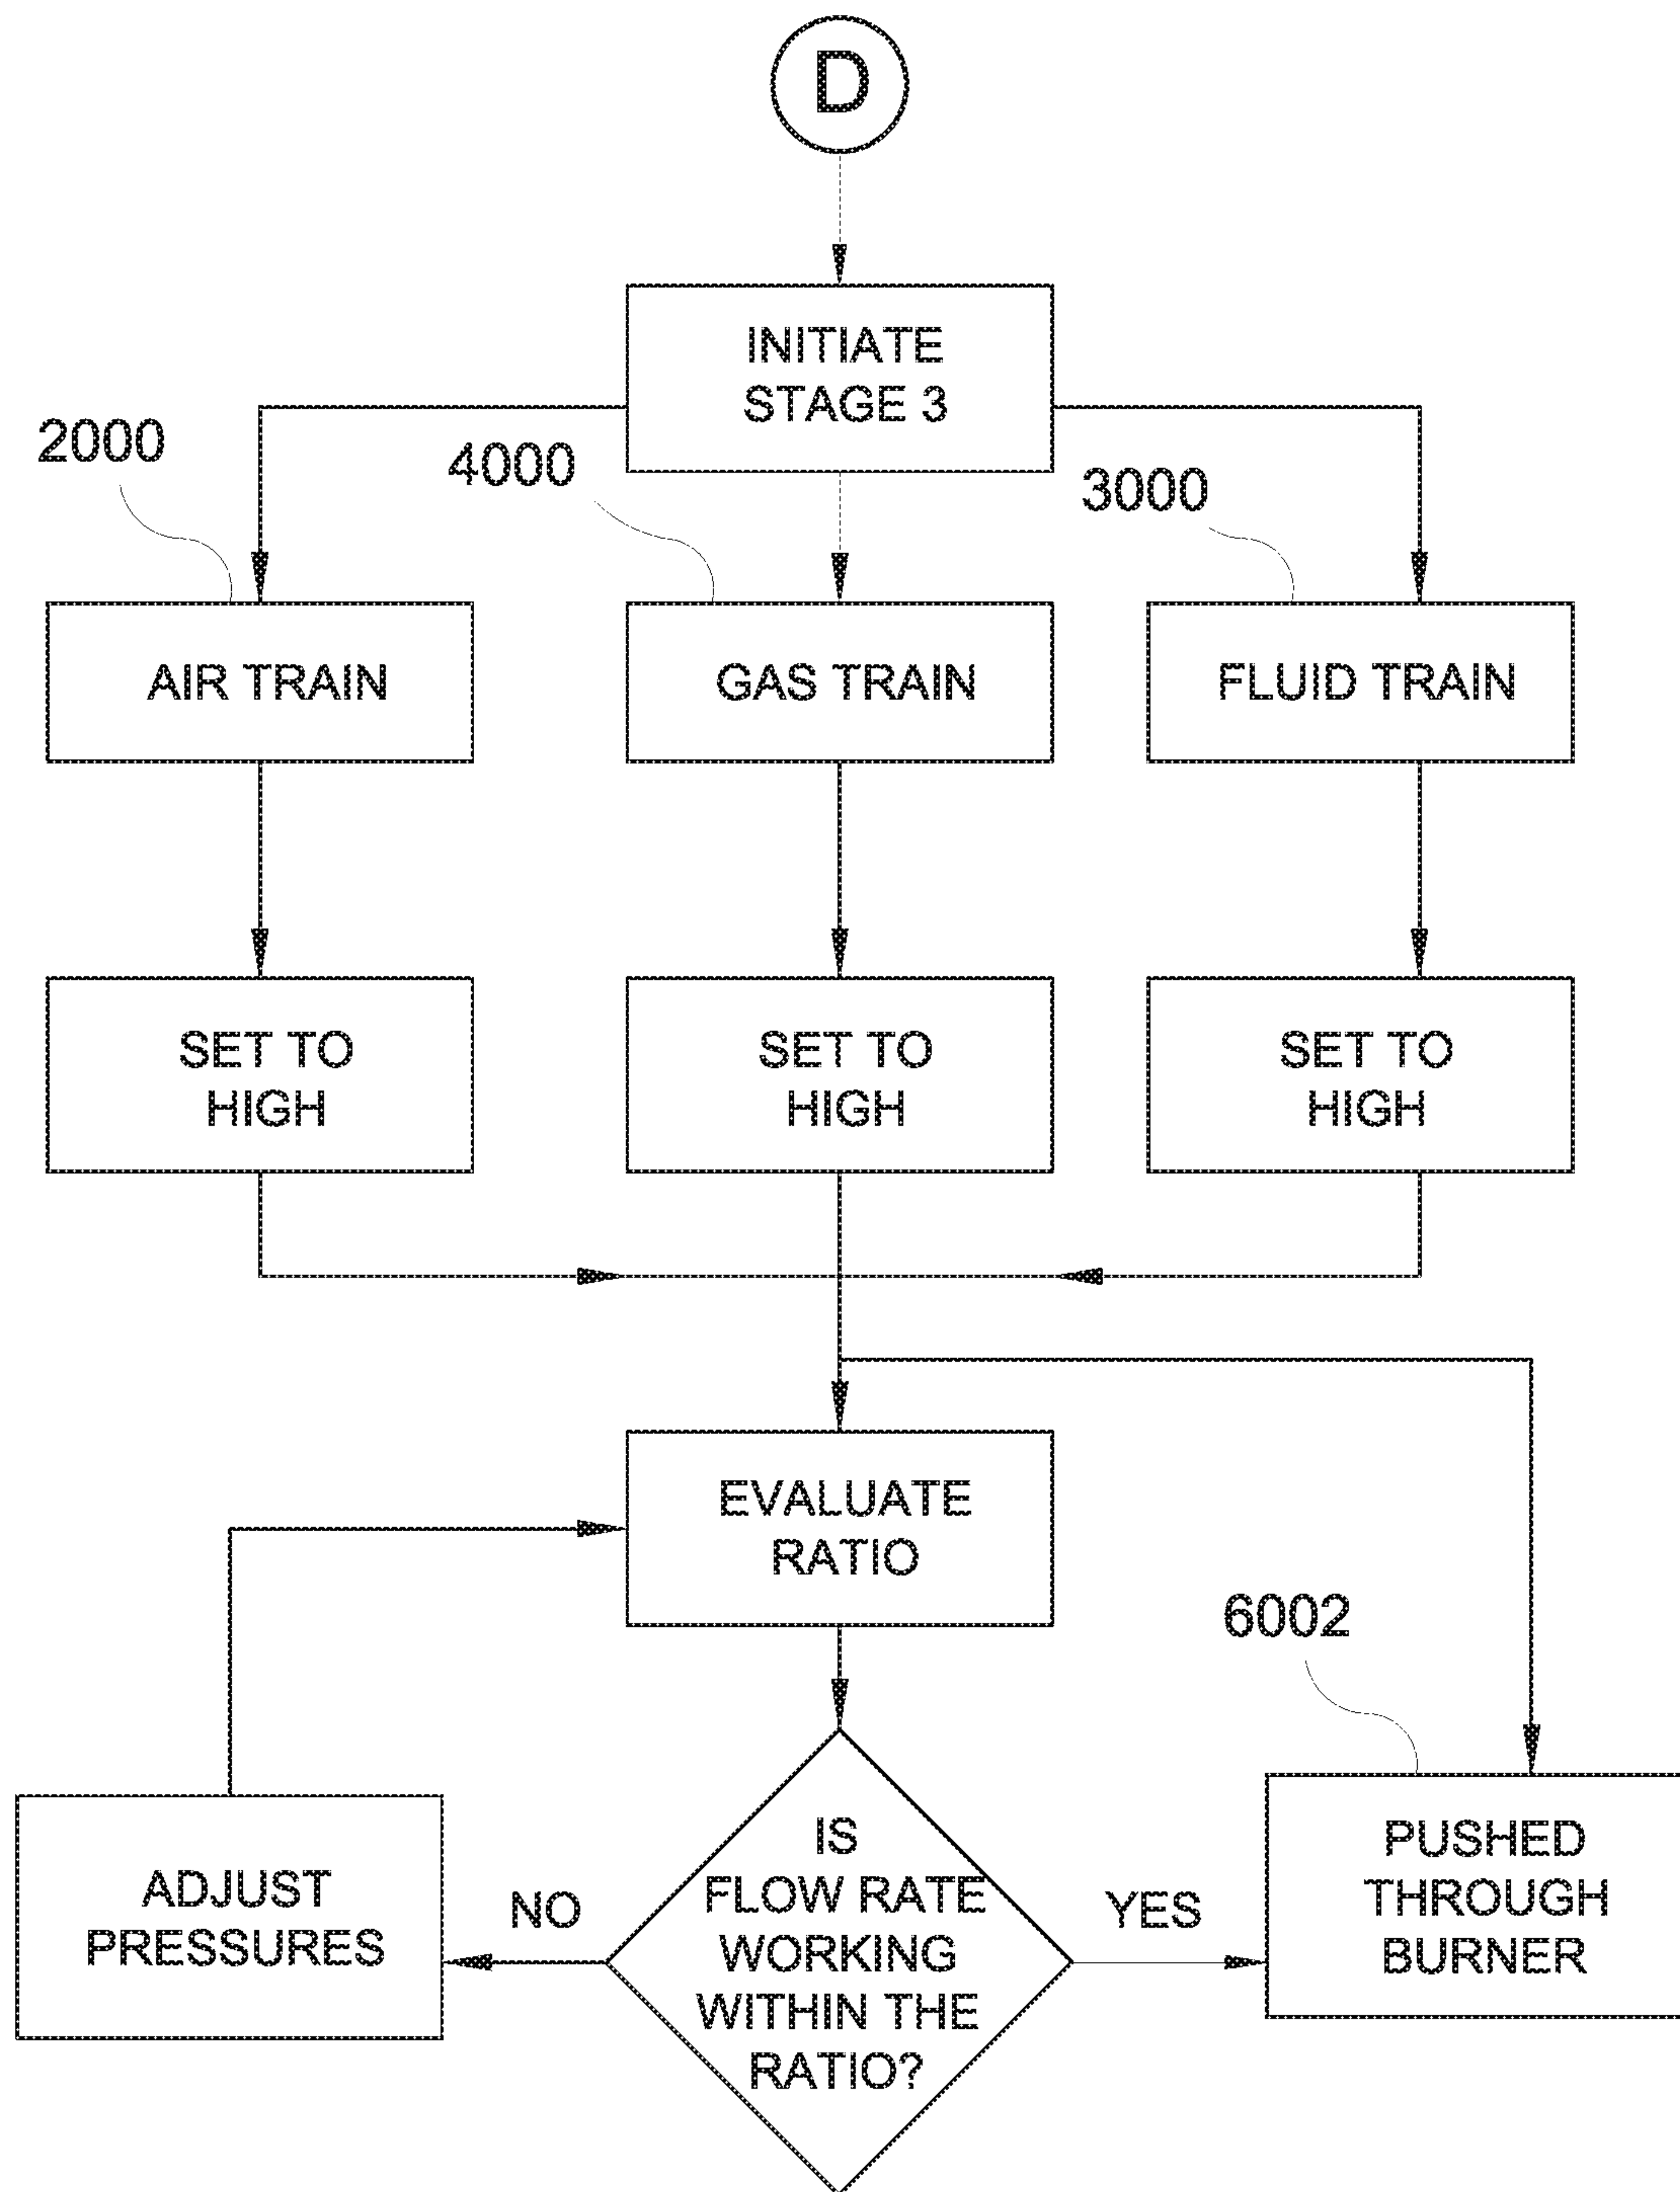 D
INITIATE
STAGE 3
2000
4000
3000
AIR TRAIN
GAS TRAIN
FLUID TRAIN
SET TO
HIGH
SET TO
HIGH
SET TO
HIGH
EVALUATE
RATIO
6002
ADJUST
PRESSURES
NO
IS
FLOW RATE
WORKING
WITHIN THE
RATIO?
YES
PUSHED
THROUGH
BURNER